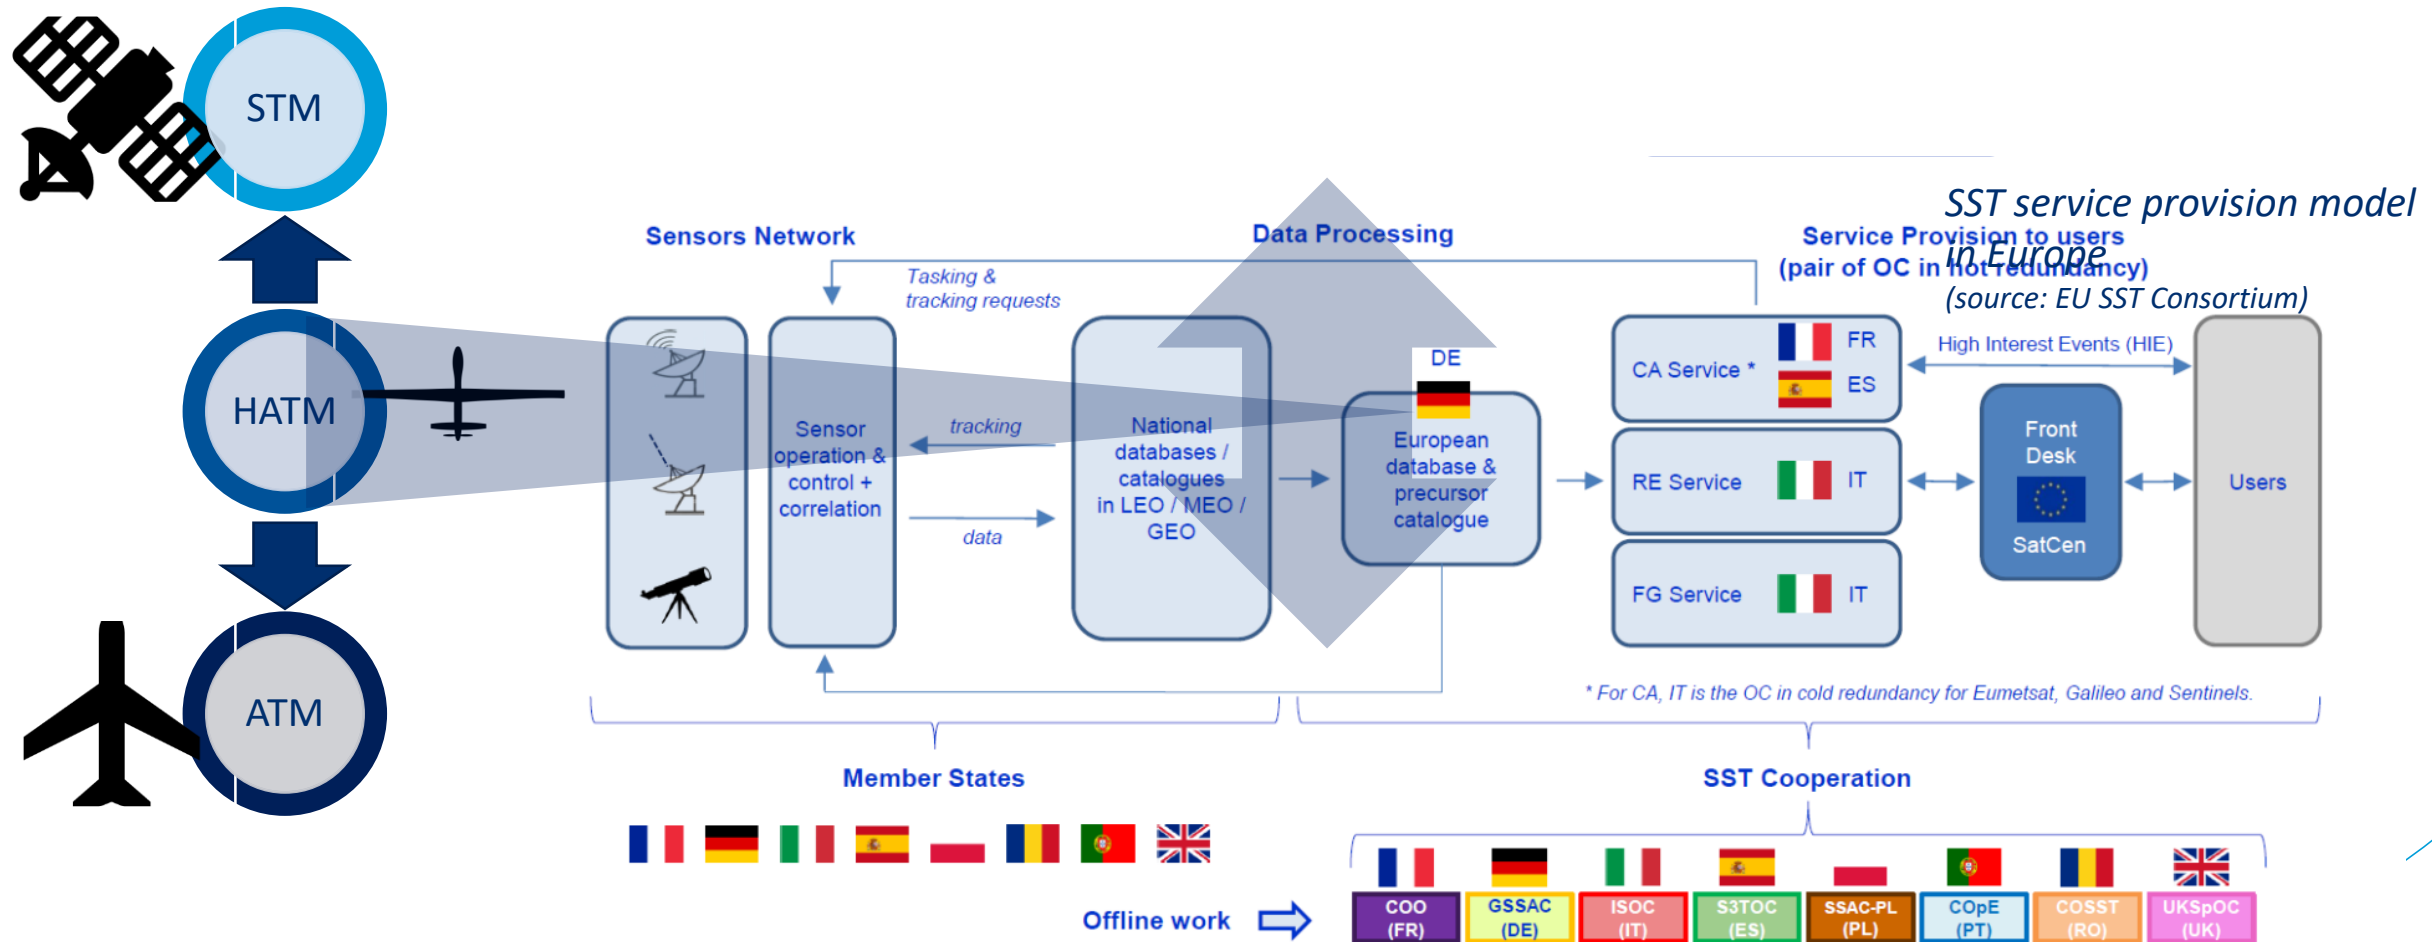 STM
HATM
ATM
SST service provision model
in Europe
(source: EU SST Consortium)
Sensors Network
Data Processing
Service Provision to users
(pair of OC in hot redundancy)
Tasking &
tracking requests
Sensor
operation &
control +
correlation
tracking
data
National
databases /
catalogues
in LEO / MEO /
GEO
DE
European
database &
precursor
catalogue
CA Service *
FR
ES
RE Service
IT
FG Service
IT
High Interest Events (HIE)
Front
Desk
SatCen
Users
* For CA, IT is the OC in cold redundancy for Eumetsat, Galileo and Sentinels.
Member States
SST Cooperation
Offline work
COO
(FR)
GSSAC
(DE)
ISOC
(IT)
S3TOC
(ES)
SSAC-PL
(PL)
COpE
(PT)
COSST
(RO)
UKSpOC
(UK)